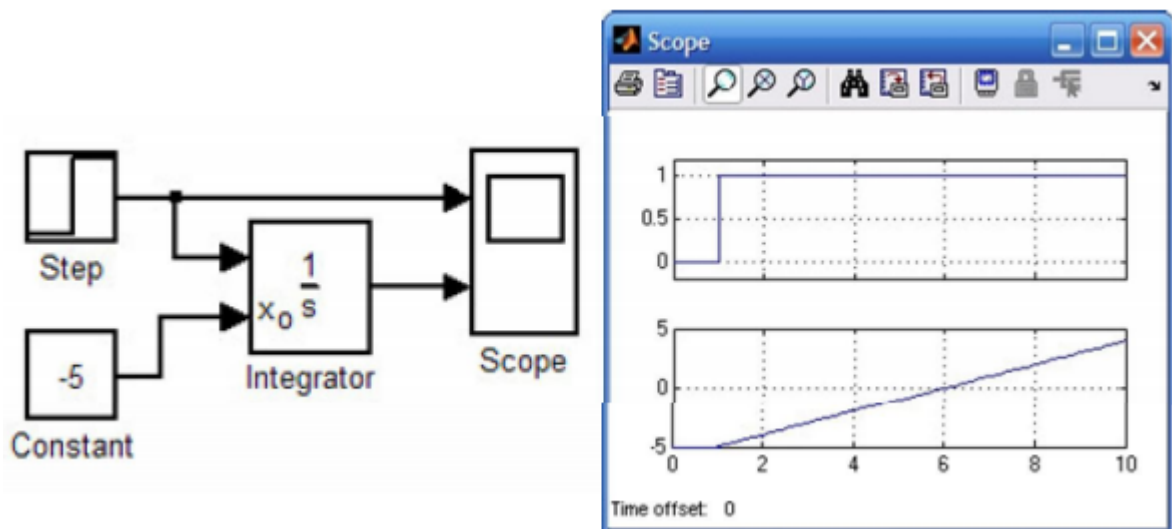 Step
-5
Constant
x₀
1
s
Integrator
Scope
Scope
1
0.5
0
5
0
-5
0
2
4
6
8
10
Time offset: 0